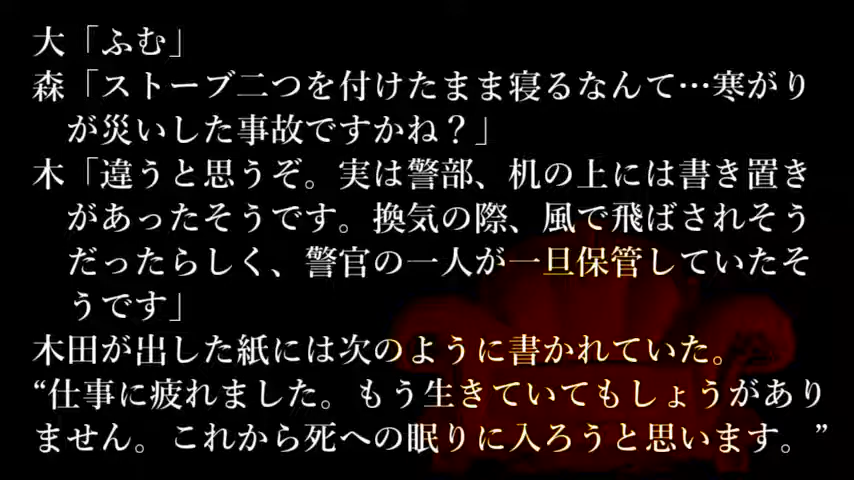 大「ふむ」
森「ストーブ二つを付けたまま寝るなんて…寒がり
が災いした事故ですかね？」
木「違うと思うぞ。実は警部、机の上には書き置き
があったそうです。換気の際、風で飛ばされそう
だったらしく、警官の一人が一旦保管していたそ
うです」
木田が出した紙には次のように書かれていた。
“仕事に疲れました。もう生きていてもしょうがあり
ません。これから死への眠りに入ろうと思います。”